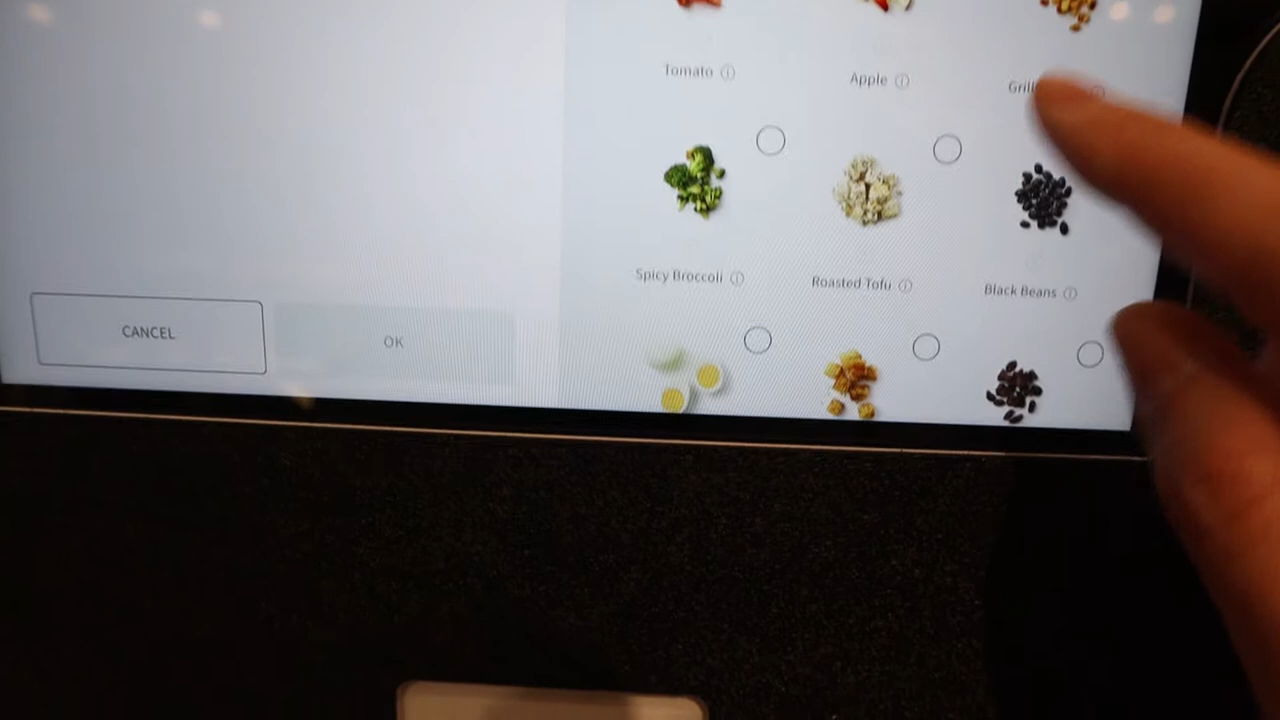 Tomato
Apple
Spicy Broccoli
Roasted Tofu
Black Beans
CANCEL
OK